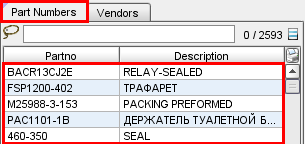 Part Numbers Vendors
0 / 2593
Partno Description
BACR13CJ2E RELAY-SEALED
FSP1200-402 ТРАФАРЕТ
M25988-3-153 PACKING PREFORMED
PAC1101-1B ДЕРЖАТЕЛЬ ТУАЛЕТНОЙ Б...
460-350 SEAL